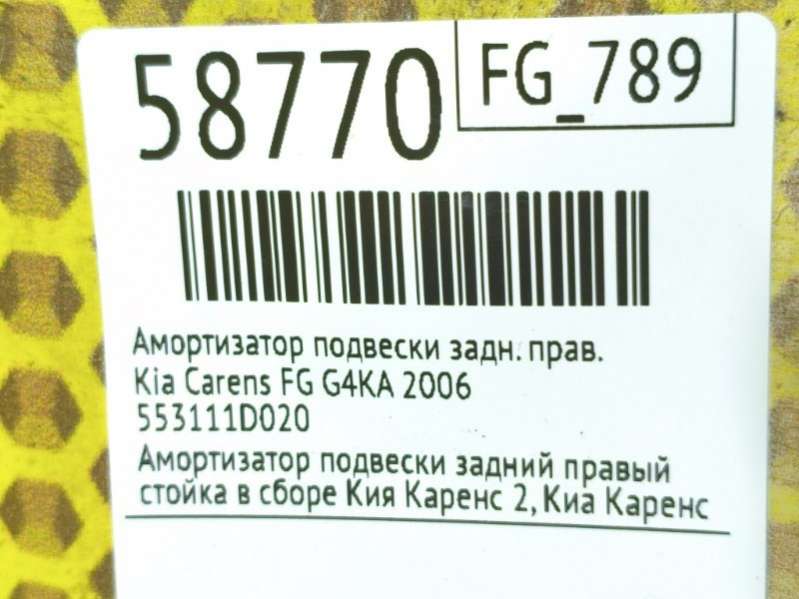 58770
FG_789
Амортизатор подвески задн. прав.
Kia Carens FG G4KA 2006
553111D020
Амортизатор подвески задний правый
стойка в сборе Кия Каренс 2, Киа Каренс